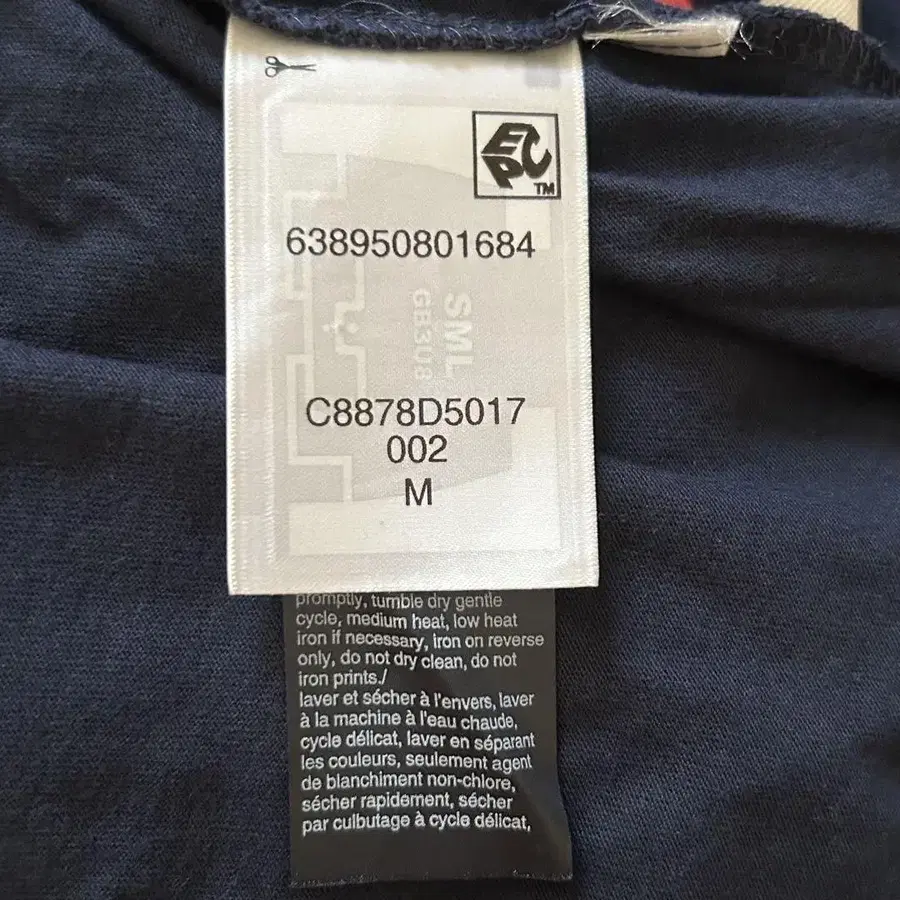 EPC
TM
638950801684
SML
GB3U8
C8878D5017
002
M
promptly, tumble dry gentle
cycle, medium heat, low heat
iron if necessary, iron on reverse
only, do not dry clean, do not
iron prints./
laver et sécher à l'envers, laver
à la machine à l'eau chaude,
cycle délicat, laver en séparant
les couleurs, seulement agent
de blanchiment non-chlore,
sécher rapidement, sécher
par culbutage à cycle délicat,